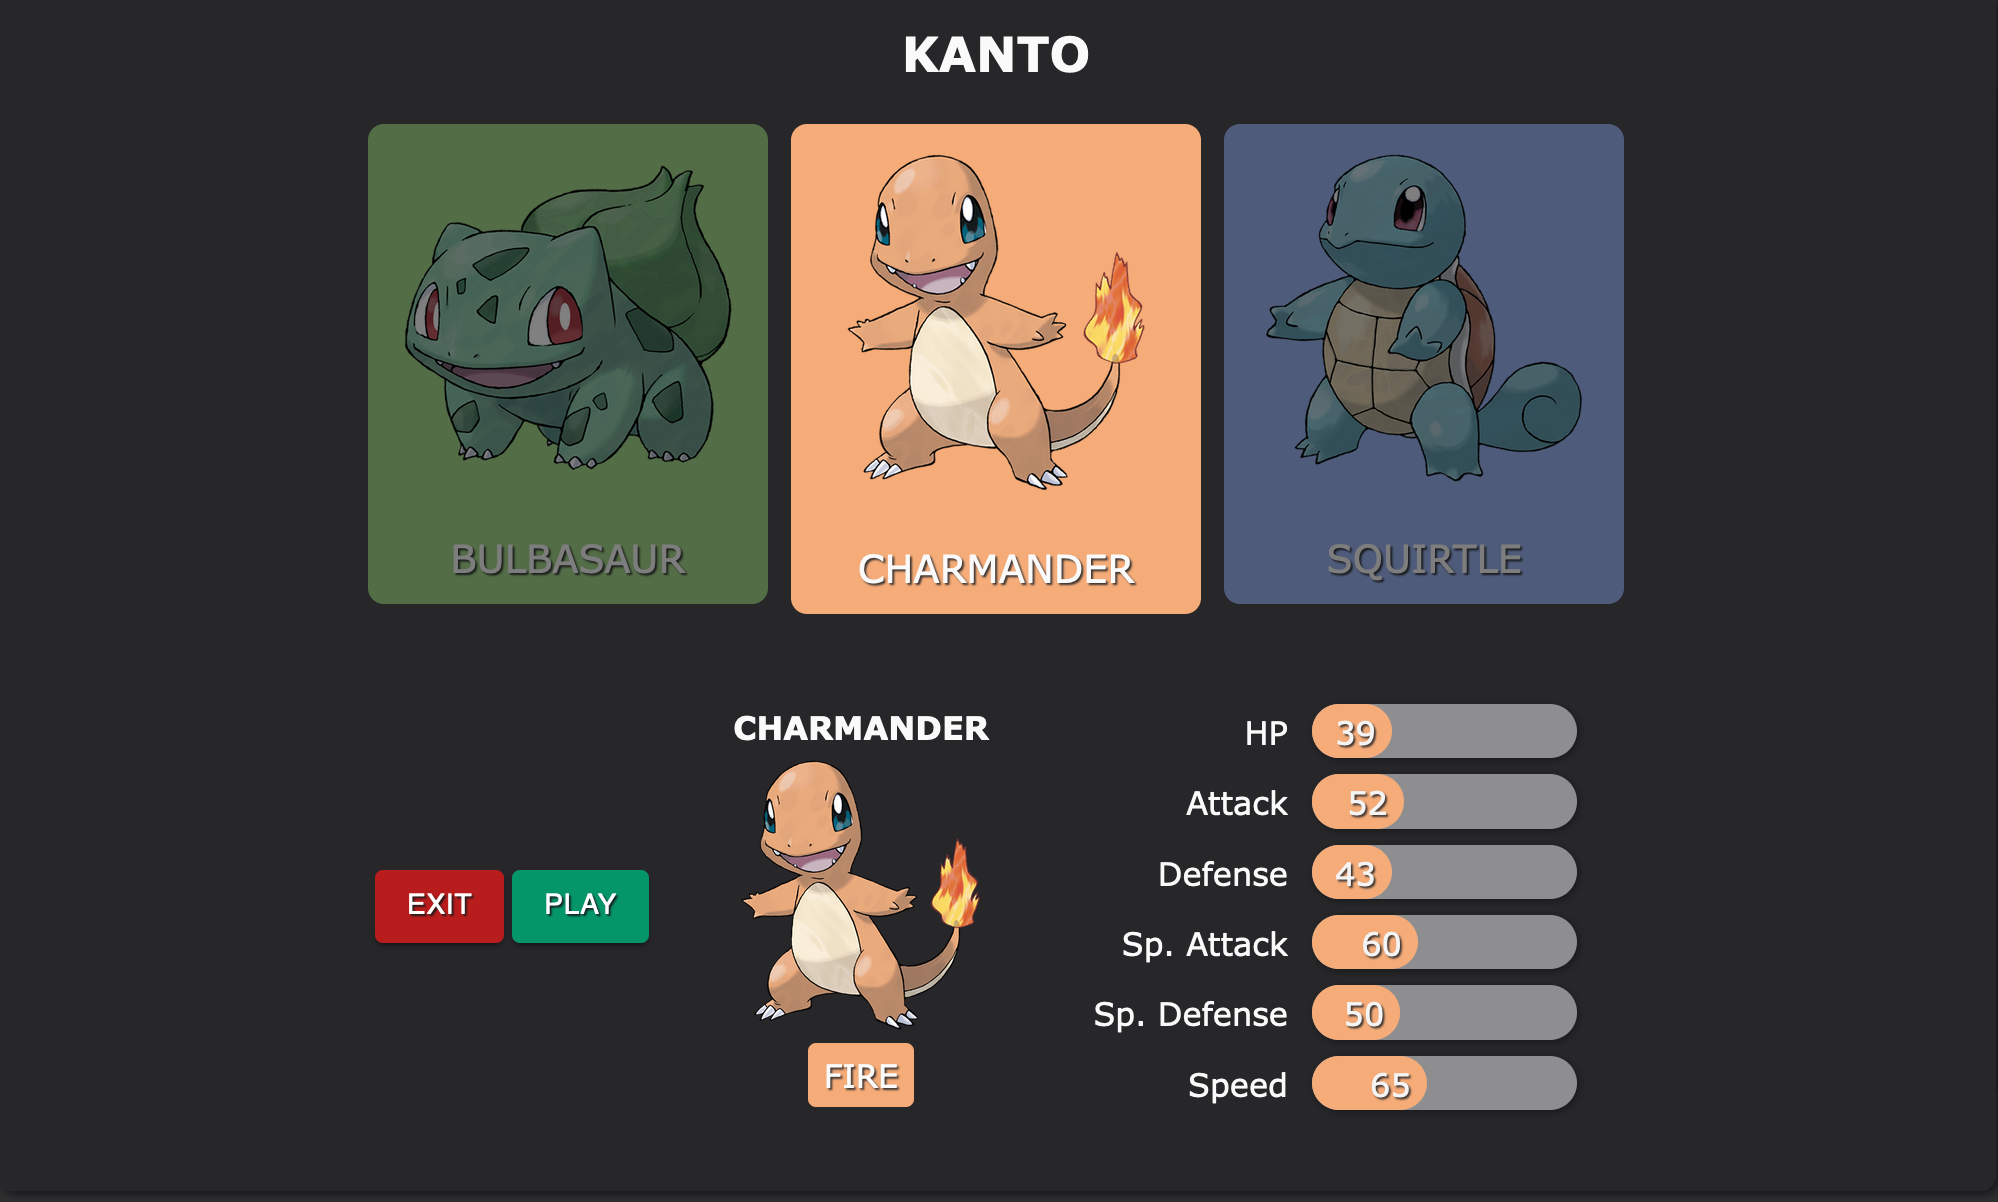 KANTO
BULBASAUR
CHARMANDER
SQUIRTLE
EXIT
PLAY
CHARMANDER
FIRE
HP 39
Attack 52
Defense 43
Sp. Attack 60
Sp. Defense 50
Speed 65